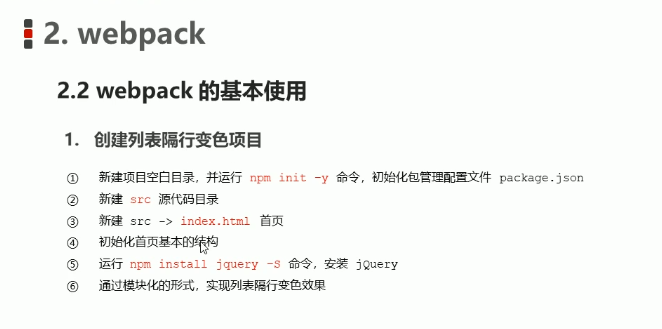 2. webpack
2.2 webpack 的基本使用
1. 创建列表隔行变色项目
① 新建项目空白目录，并运行 npm init –y 命令，初始化包管理配置文件 package.json
② 新建 src 源代码目录
③ 新建 src -> index.html 首页
④ 初始化首页基本的结构
⑤ 运行 npm install jquery –S 命令，安装 jQuery
⑥ 通过模块化的形式，实现列表隔行变色效果